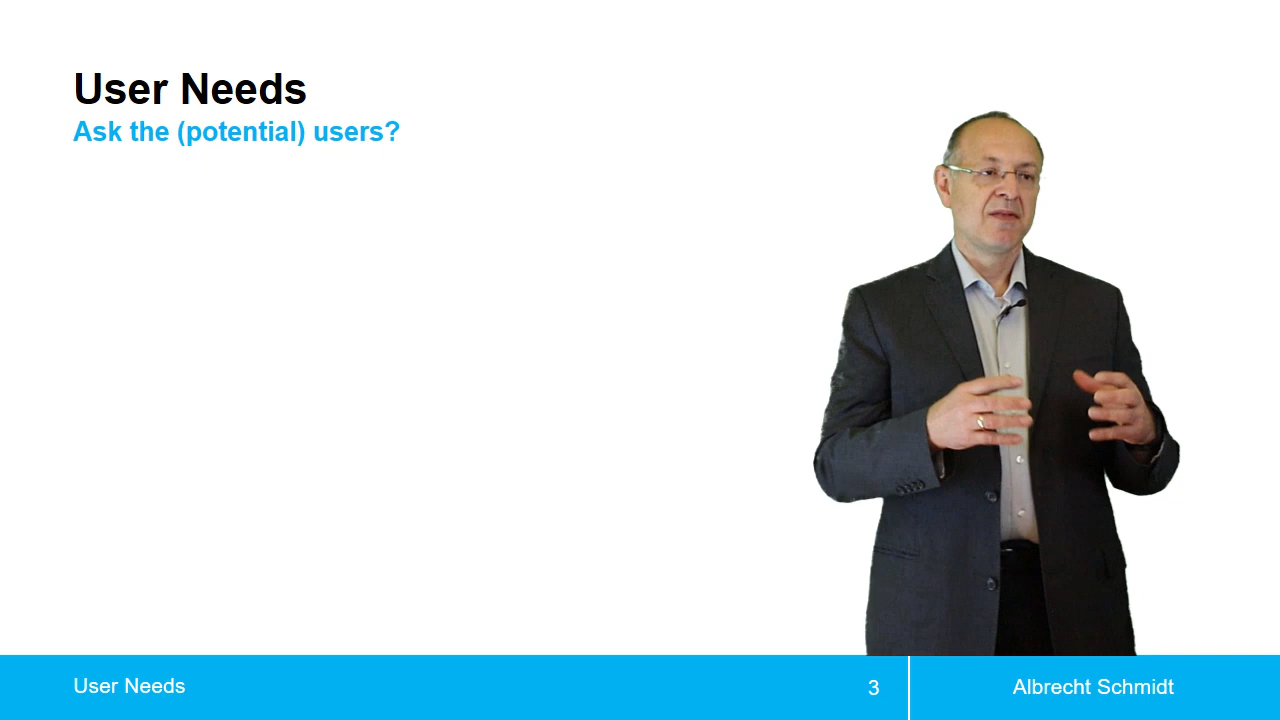 User Needs
Ask the (potential) users?
User Needs
3
Albrecht Schmidt